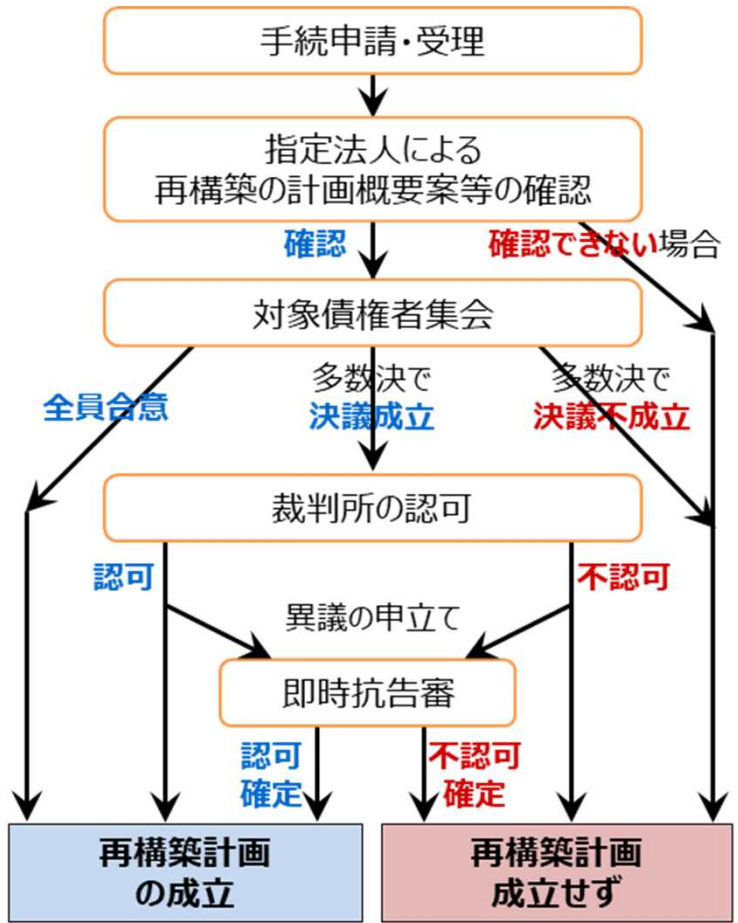 手続申請・受理
指定法人による
再構築の計画概要案等の確認
確認
確認できない場合
対象債権者集会
全員合意
多数決で
決議成立
多数決で
決議不成立
裁判所の認可
認可
不認可
異議の申立て
即時抗告審
認可
確定
不認可
確定
再構築計画
の成立
再構築計画
成立せず